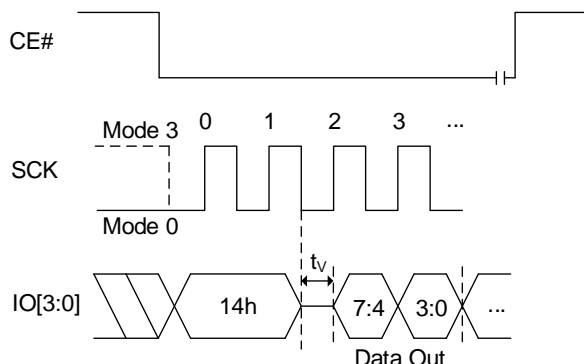 CE#
Mode 3 0 1 2 3 ...
SCK
Mode 0
tV
IO[3:0] 14h 7:4 3:0 ...
Data Out